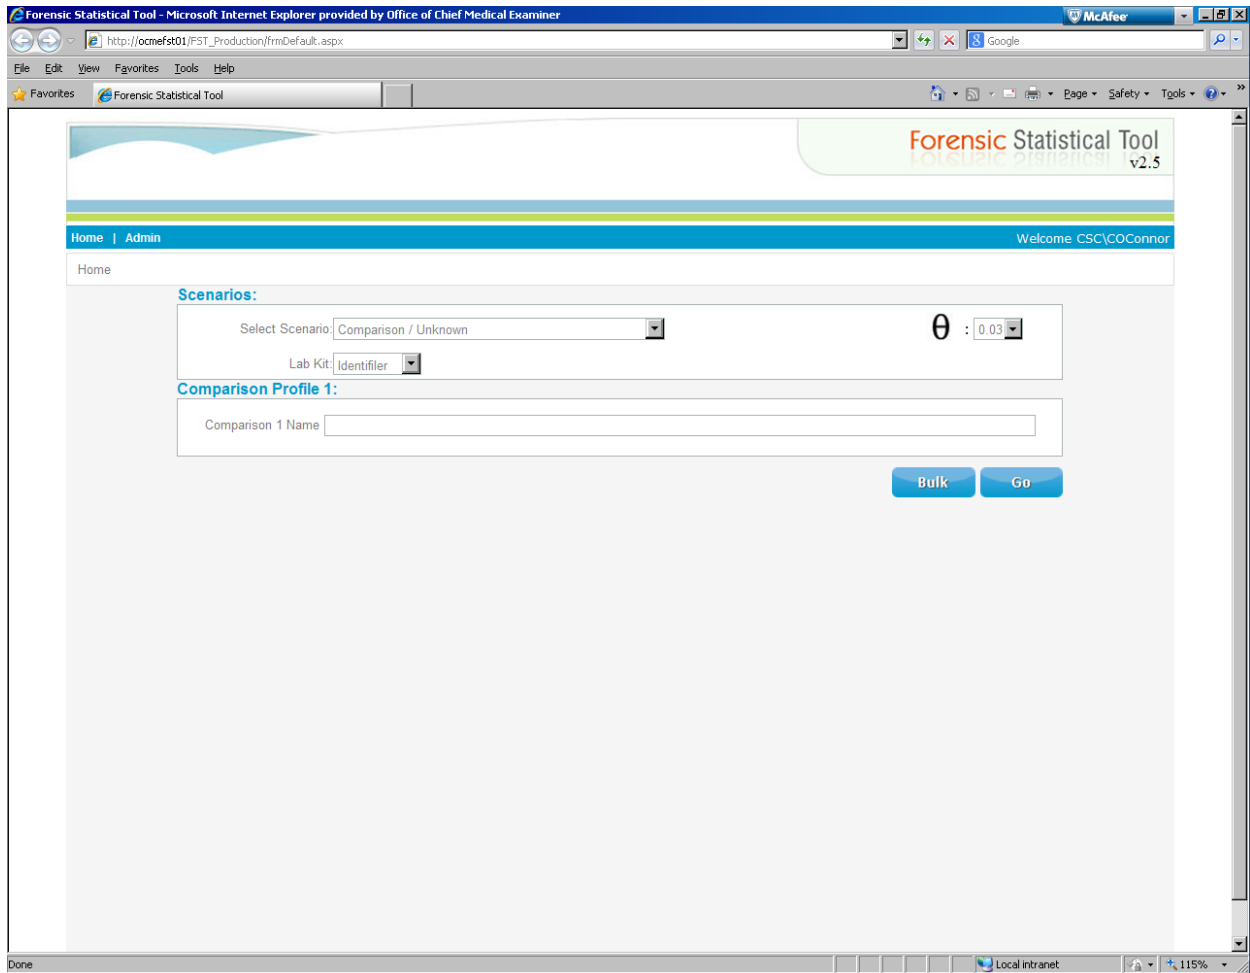 Forensic Statistical Tool - Microsoft Internet Explorer provided by Office of Chief Medical Examiner
McAfee
http://ocmefst01/FST_Production/frmDefault.aspx
Google
File Edit View Favorites Tools Help
Favorites
Forensic Statistical Tool
Page Safety Tools
Forensic Statistical Tool
v2.5
Home | Admin
Welcome CSC\COConnor
Home
Scenarios:
Select Scenario: Comparison / Unknown
θ : 0.03
Lab Kit: Identifiler
Comparison Profile 1:
Comparison 1 Name
Bulk
Go
Done
Local intranet
115%